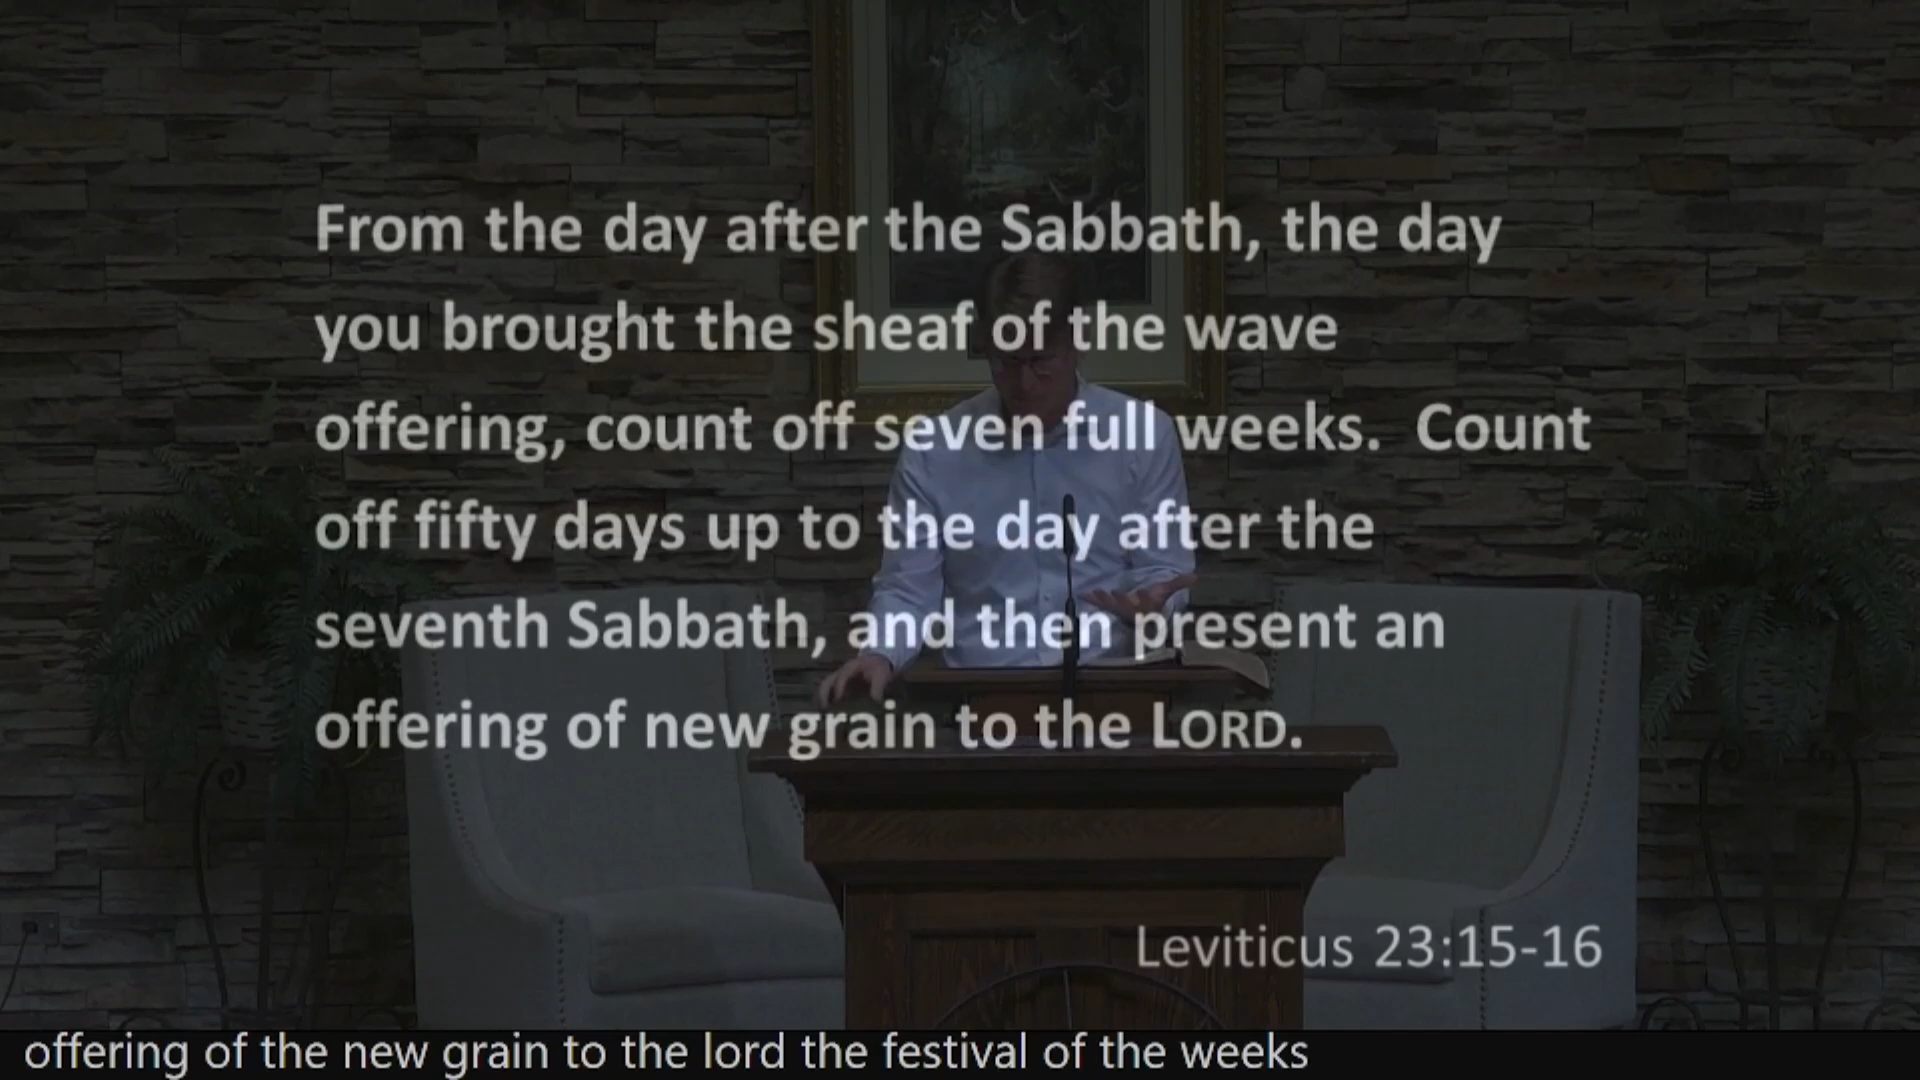 From the day after the Sabbath, the day
you brought the sheaf of the wave
offering, count off seven full weeks.  Count
off fifty days up to the day after the
seventh Sabbath, and then present an
offering of new grain to the LORD.
Leviticus 23:15-16
offering of the new grain to the lord the festival of the weeks